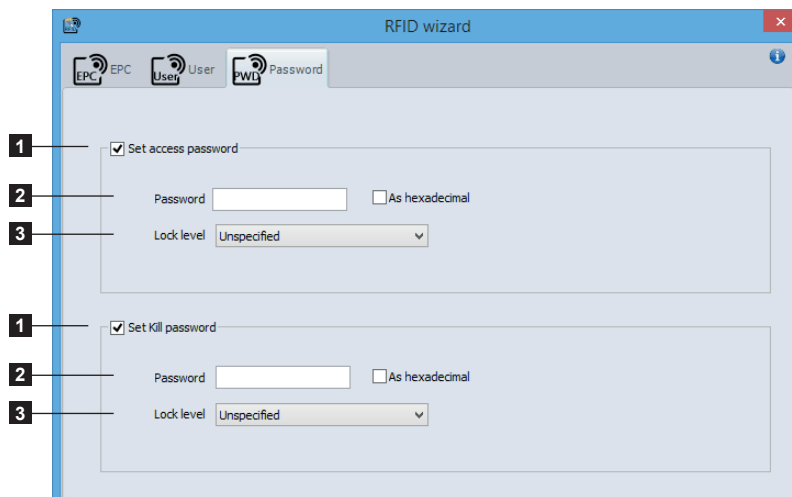 RFID wizard
EPC EPC User User PWD Password
1 Set access password
2 Password As hexadecimal
3 Lock level Unspecified
1 Set Kill password
2 Password As hexadecimal
3 Lock level Unspecified